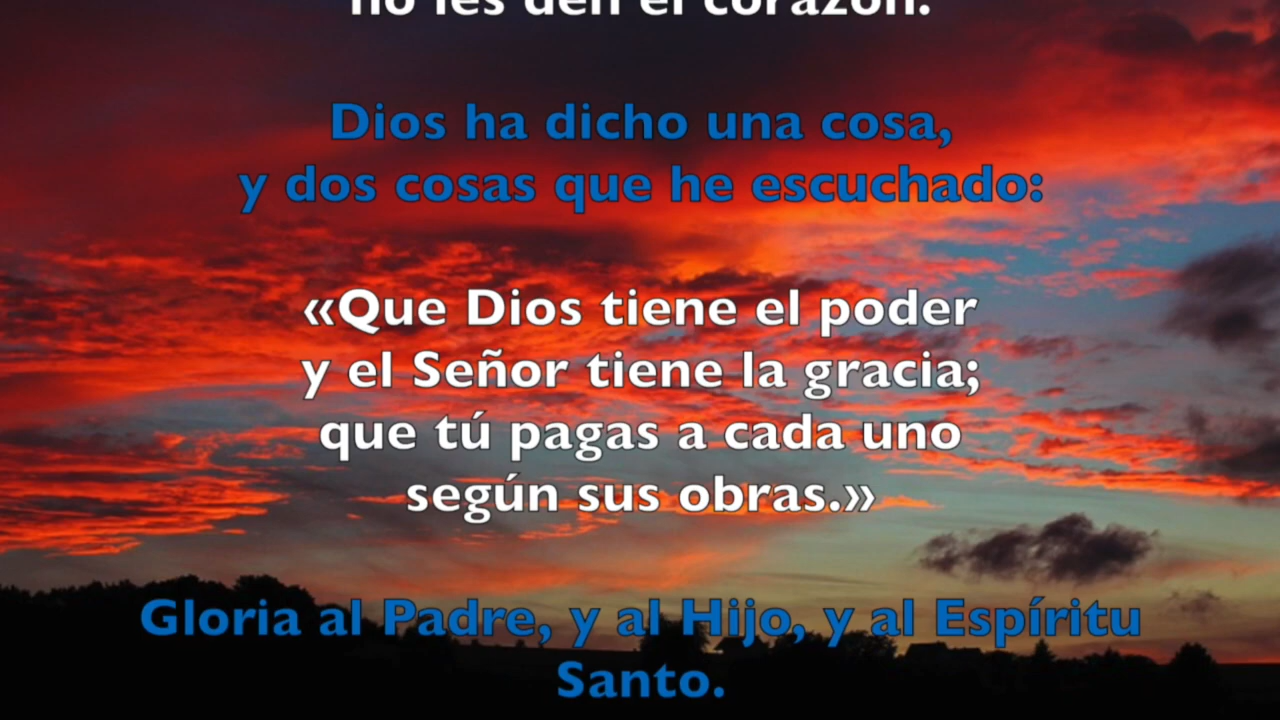 no les den el corazón.
Dios ha dicho una cosa,
y dos cosas que he escuchado:
«Que Dios tiene el poder
y el Señor tiene la gracia;
que tú pagas a cada uno
según sus obras.»
Gloria al Padre, y al Hijo, y al Espíritu
Santo.